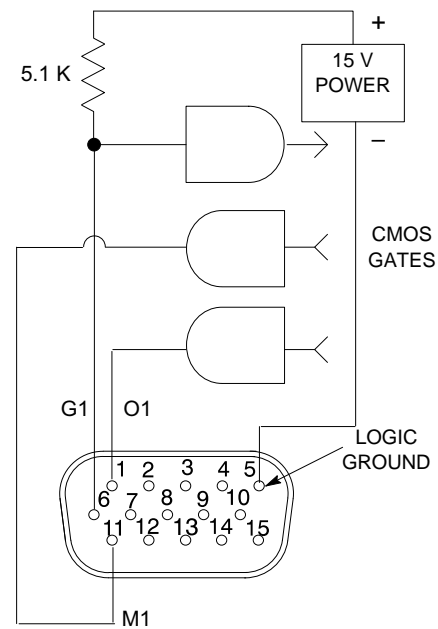 +
5.1 K
15 V
POWER
–
CMOS
GATES
G1
O1
LOGIC
GROUND
1 2 3 4 5
6 7 8 9 10
11 12 13 14 15
M1